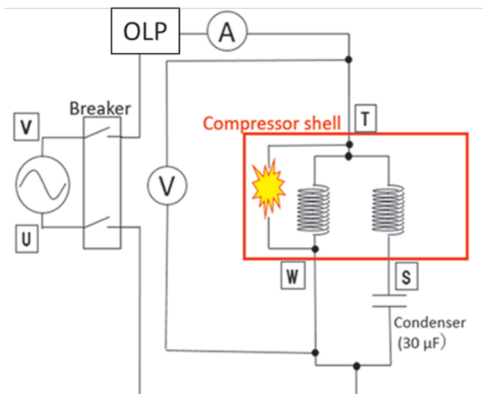 OLP
A
Breaker
V
T
Compressor shell
V
U
W
S
Condenser
(30 μF)